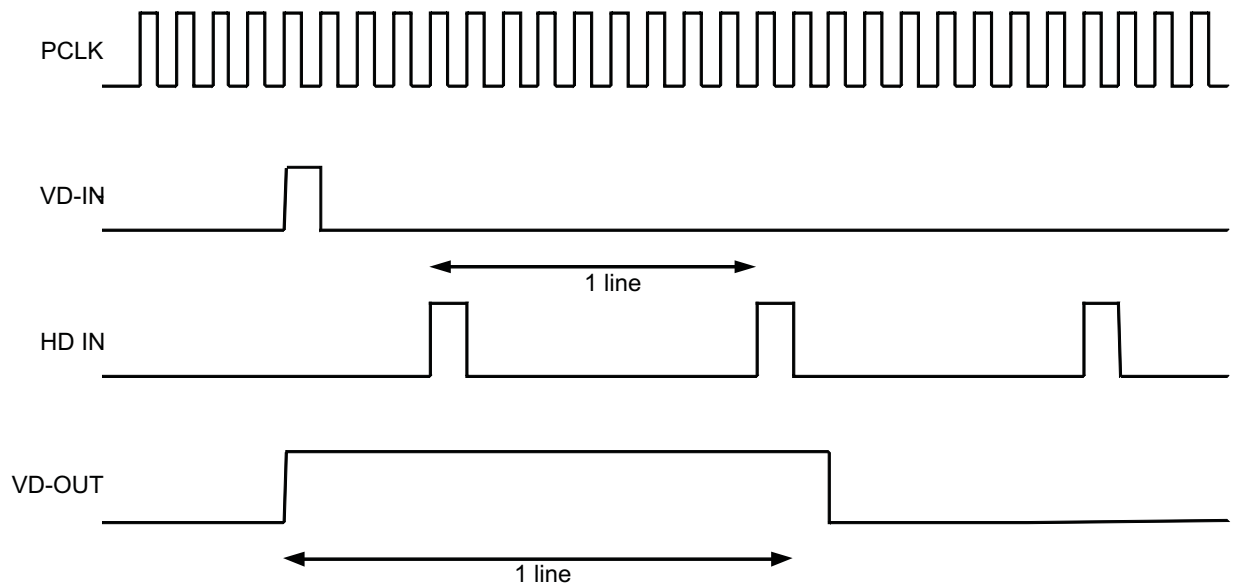 PCLK
VD-IN
1 line
HD IN
VD-OUT
1 line